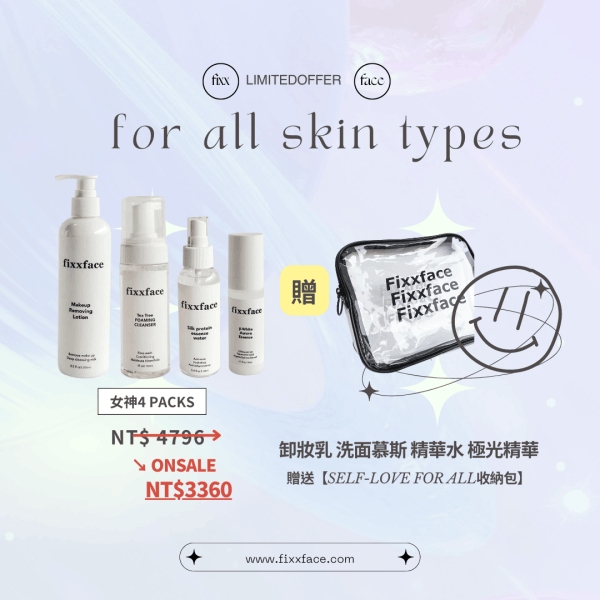 fixx LIMITEDOFFER face
for all skin types
fixxface
Makeup
Removing
Lotion
fixxface
Tea Tree
FOAMING
CLEANSER
fixxface
Silk protein
essence
water
fixxface
Essence
贈
Fixxface
Fixxface
Fixxface
女神4 PACKS
NT$ 4796
↘ ONSALE
NT$3360
卸妝乳 洗面慕斯 精華水 極光精華
贈送【SELF-LOVE FOR ALL收納包】
www.fixxface.com